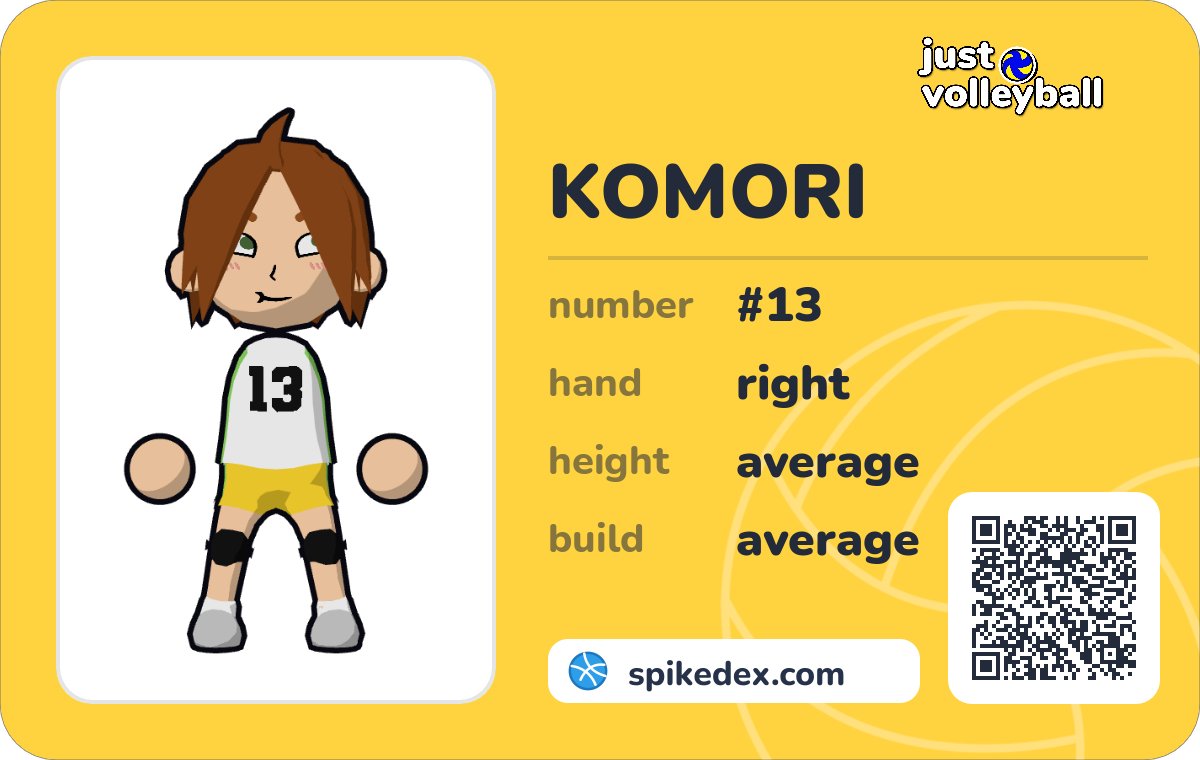 just
volleyball
KOMORI
number #13
hand right
height average
build average
13
spikedex.com